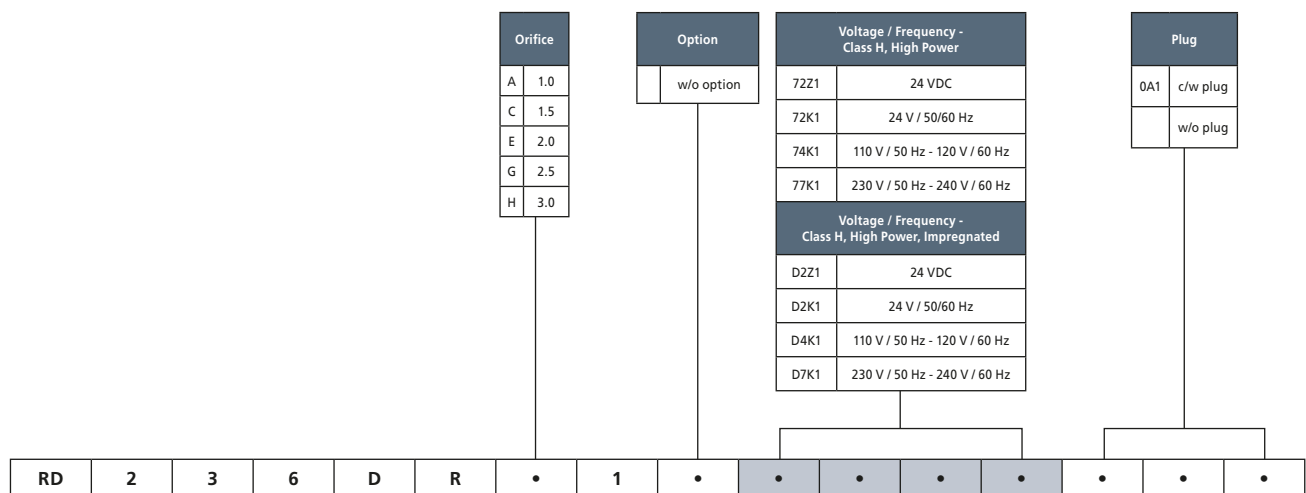 Orifice
A 1.0
C 1.5
E 2.0
G 2.5
H 3.0
Option
w/o option
Voltage / Frequency -
Class H, High Power
72Z1 24 VDC
72K1 24 V / 50/60 Hz
74K1 110 V / 50 Hz - 120 V / 60 Hz
77K1 230 V / 50 Hz - 240 V / 60 Hz
Voltage / Frequency -
Class H, High Power, Impregnated
D2Z1 24 VDC
D2K1 24 V / 50/60 Hz
D4K1 110 V / 50 Hz - 120 V / 60 Hz
D7K1 230 V / 50 Hz - 240 V / 60 Hz
Plug
0A1 c/w plug
w/o plug
RD 2 3 6 D R • 1 • • • • • • • •